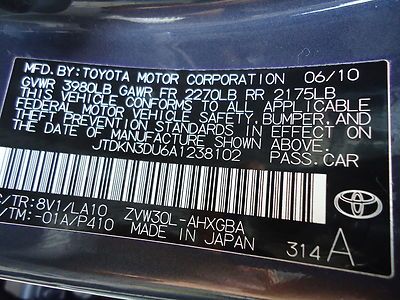 MFD.BY:TOYOTA MOTOR CORPORATION 06/10
GVWR 3980LB GAWR FR 2270LB RR 2175LB
THIS VEHICLE CONFORMS TO ALL APPLICABLE
FEDERAL MOTOR VEHICLE SAFETY,BUMPER,AND
THEFT PREVENTION STANDARDS IN EFFECT ON
THE DATE OF MANUFACTURE SHOWN ABOVE.
JTDKN3DU6A1238102 PASS.CAR
C/TR:8V1/LA10 ZVW30L-AHXGBA
A/TM:-01A/P410 MADE IN JAPAN
TOYOTA
314A